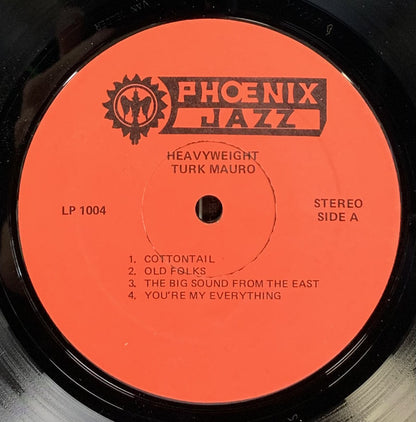 PHOENIX
JAZZ
HEAVYWEIGHT
TURK MAURO
LP 1004
STEREO
SIDE A
1. COTTONTAIL
2. OLD FOLKS
3. THE BIG SOUND FROM THE EAST
4. YOU'RE MY EVERYTHING